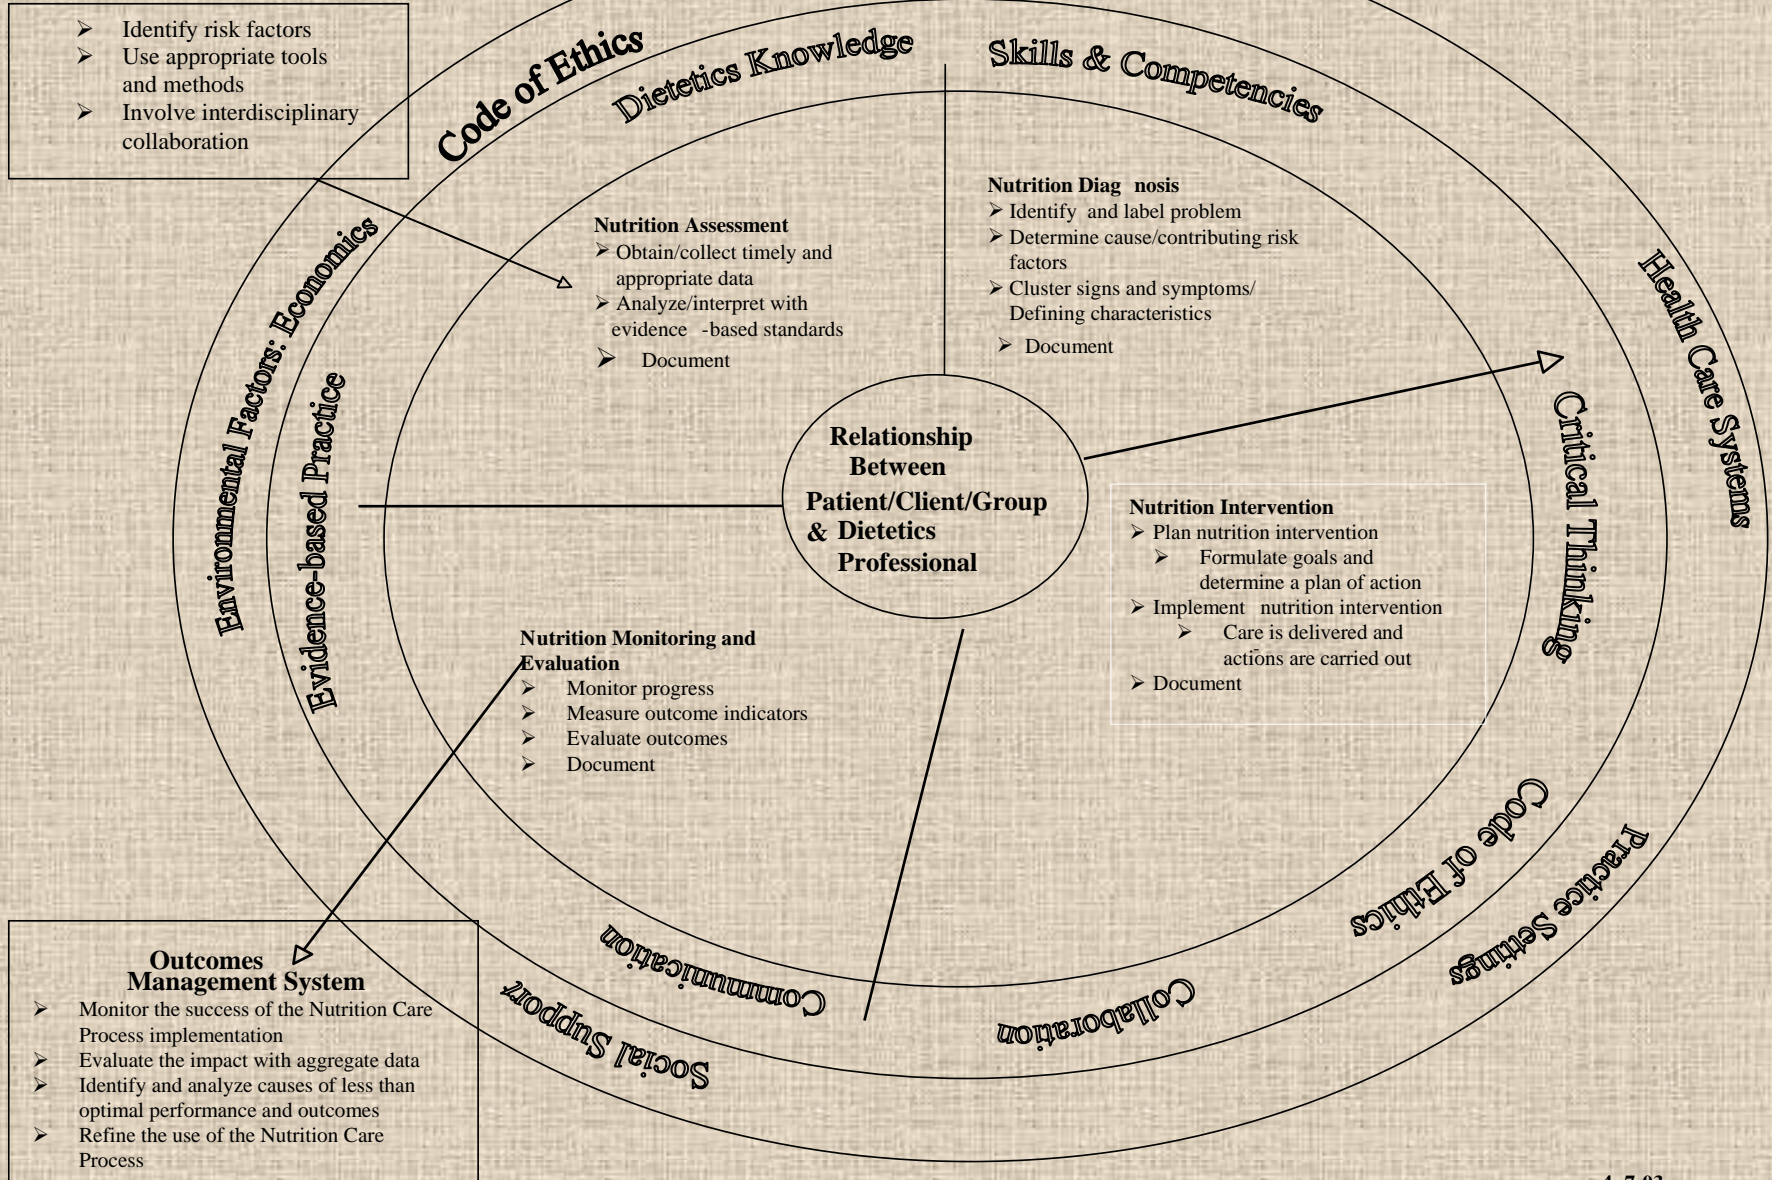 ➢ Identify risk factors
➢ Use appropriate tools
and methods
➢ Involve interdisciplinary
collaboration
Code of Ethics
Dietetics Knowledge
Skills & Competencies
Environmental Factors: Economics
Evidence-based Practice
Health Care Systems
Critical Thinking
Nutrition Assessment
➢ Obtain/collect timely and
appropriate data
➢ Analyze/interpret with
evidence -based standards
➢ Document
Nutrition Diag nosis
➢ Identify and label problem
➢ Determine cause/contributing risk
factors
➢ Cluster signs and symptoms/
Defining characteristics
➢ Document
Relationship
Between
Patient/Client/Group
& Dietetics
Professional
Nutrition Intervention
➢ Plan nutrition intervention
➢ Formulate goals and
determine a plan of action
➢ Implement nutrition intervention
➢ Care is delivered and
actions are carried out
➢ Document
Nutrition Monitoring and
Evaluation
➢ Monitor progress
➢ Measure outcome indicators
➢ Evaluate outcomes
➢ Document
Code of Ethics
Practice Settings
Communication
Collaboration
Social Support
Outcomes
Management System
➢ Monitor the success of the Nutrition Care
Process implementation
➢ Evaluate the impact with aggregate data
➢ Identify and analyze causes of less than
optimal performance and outcomes
➢ Refine the use of the Nutrition Care
Process